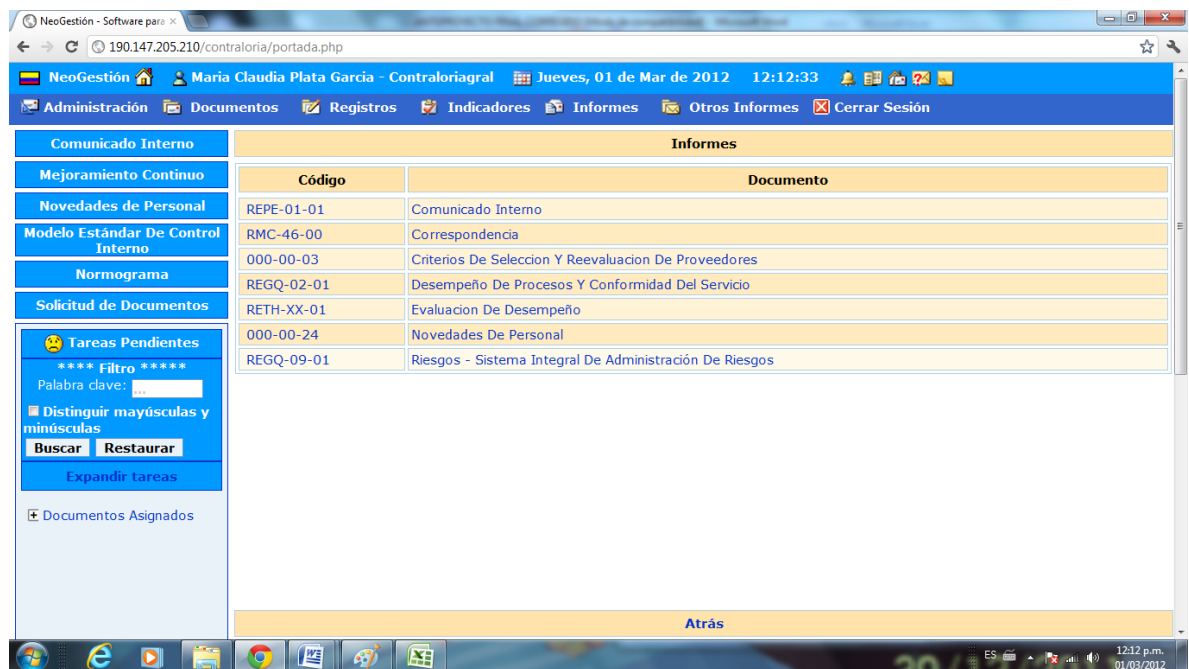 NeoGestión - Software para
190.147.205.210/contraloria/portada.php
NeoGestión Maria Claudia Plata Garcia - Contraloriagral Jueves, 01 de Mar de 2012 12:12:33
Administración Documentos Registros Indicadores Informes Otros Informes Cerrar Sesión
Comunicado Interno
Mejoramiento Continuo
Novedades de Personal
Modelo Estándar De Control
Interno
Normograma
Solicitud de Documentos
Tareas Pendientes
**** Filtro *****
Palabra clave: ...
Distinguir mayúsculas y
minúsculas
Buscar Restaurar
Expandir tareas
Documentos Asignados
Informes
Código Documento
REPE-01-01 Comunicado Interno
RMC-46-00 Correspondencia
000-00-03 Criterios De Seleccion Y Reevaluacion De Proveedores
REGQ-02-01 Desempeño De Procesos Y Conformidad Del Servicio
RETH-XX-01 Evaluacion De Desempeño
000-00-24 Novedades De Personal
REGQ-09-01 Riesgos - Sistema Integral De Administración De Riesgos
Atrás
ES
12:12 p.m.
01/03/2012